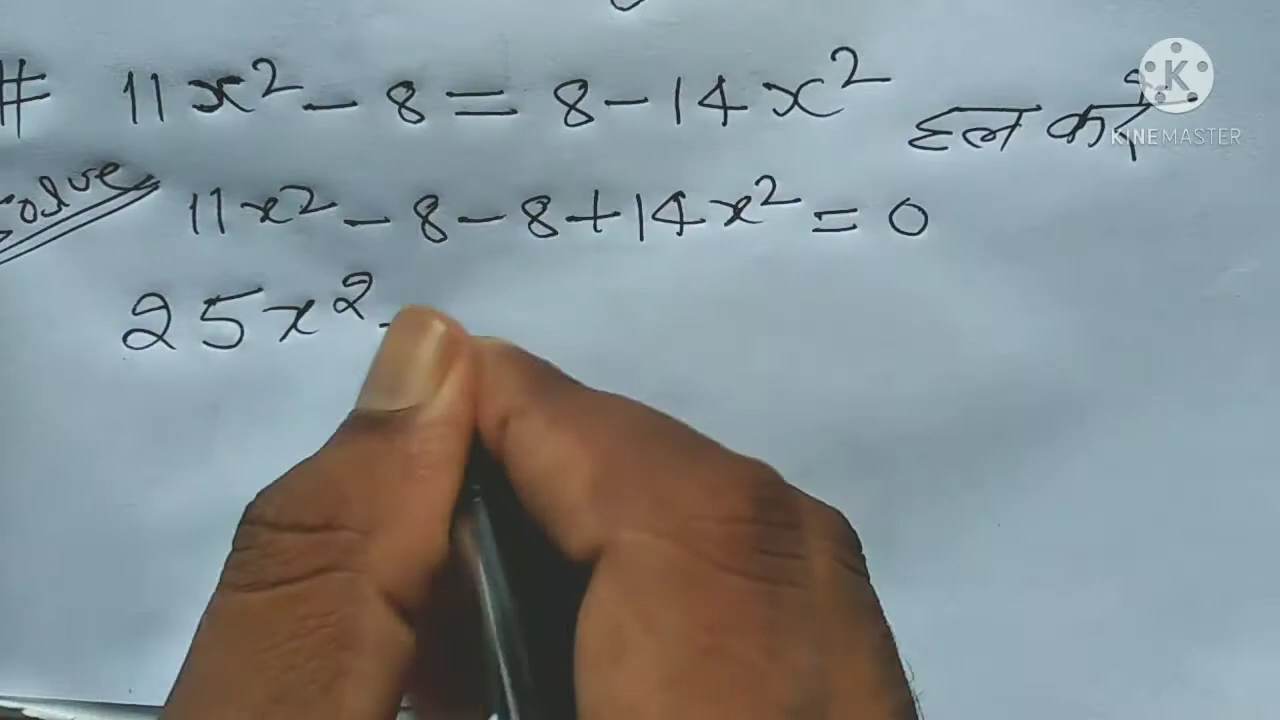 # 11x² - 8 = 8 - 14x² हल करें
Solve 11x² - 8 - 8 + 14x² = 0
25x² -
KINEMASTER